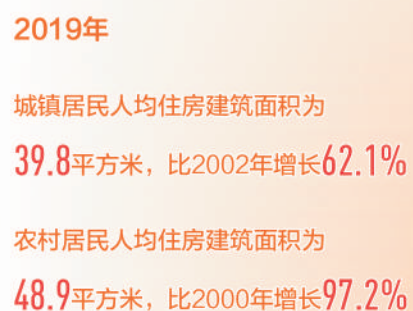 2019年
城镇居民人均住房建筑面积为
39.8平方米，比2002年增长62.1%
农村居民人均住房建筑面积为
48.9平方米，比2000年增长97.2%